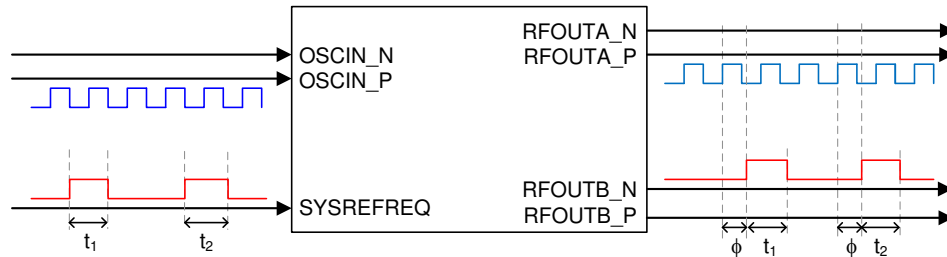 OSCIN_N
OSCIN_P
SYSREFREQ
t1
t2
RFOUTA_N
RFOUTA_P
RFOUTB_N
RFOUTB_P
ϕ
t1
ϕ
t2